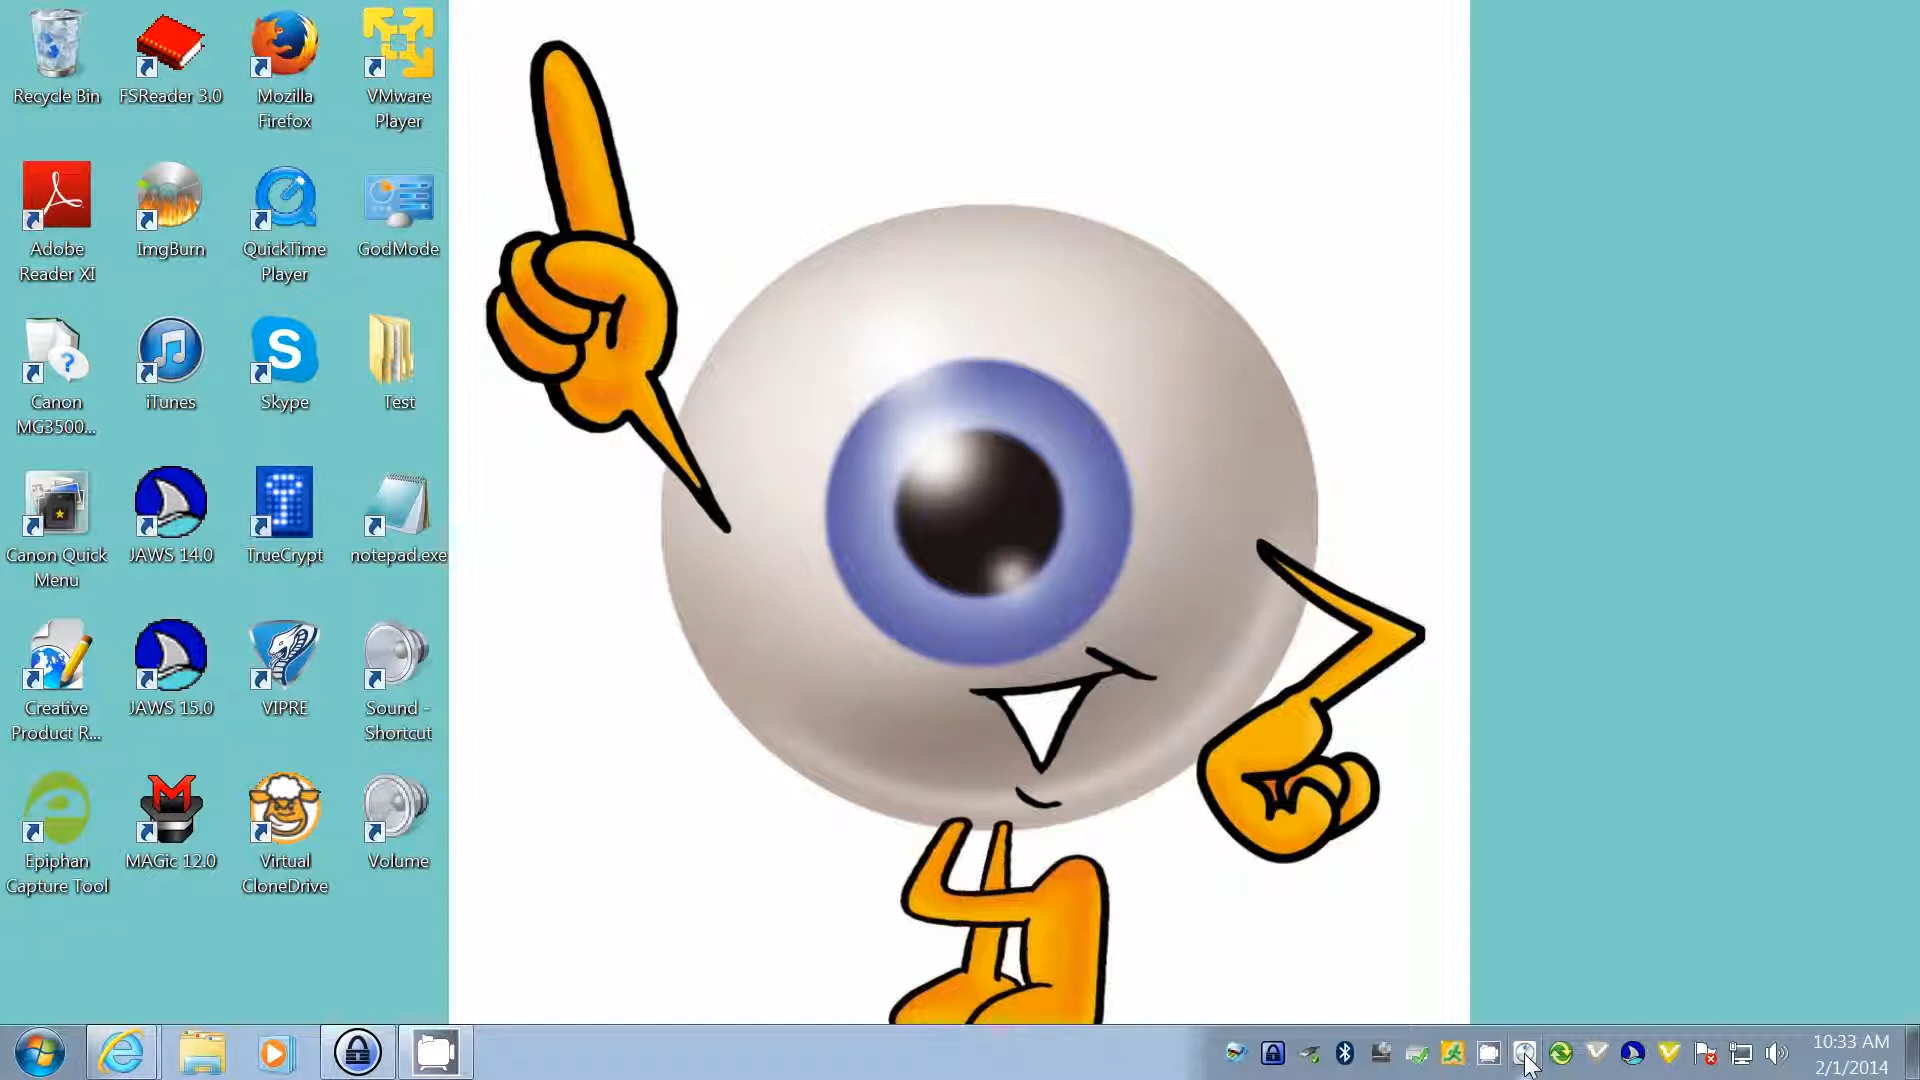 Recycle Bin
FSReader 3.0
Mozilla
Firefox
VMware
Player
Adobe
Reader XI
ImgBurn
QuickTime
Player
GodMode
Canon
MG3500...
iTunes
Skype
Test
Canon Quick
Menu
JAWS 14.0
TrueCrypt
notepad.exe
Creative
Product R...
JAWS 15.0
VIPRE
Sound -
Shortcut
Epiphan
Capture Tool
MAGic 12.0
Virtual
CloneDrive
Volume
10:33 AM
2/1/2014